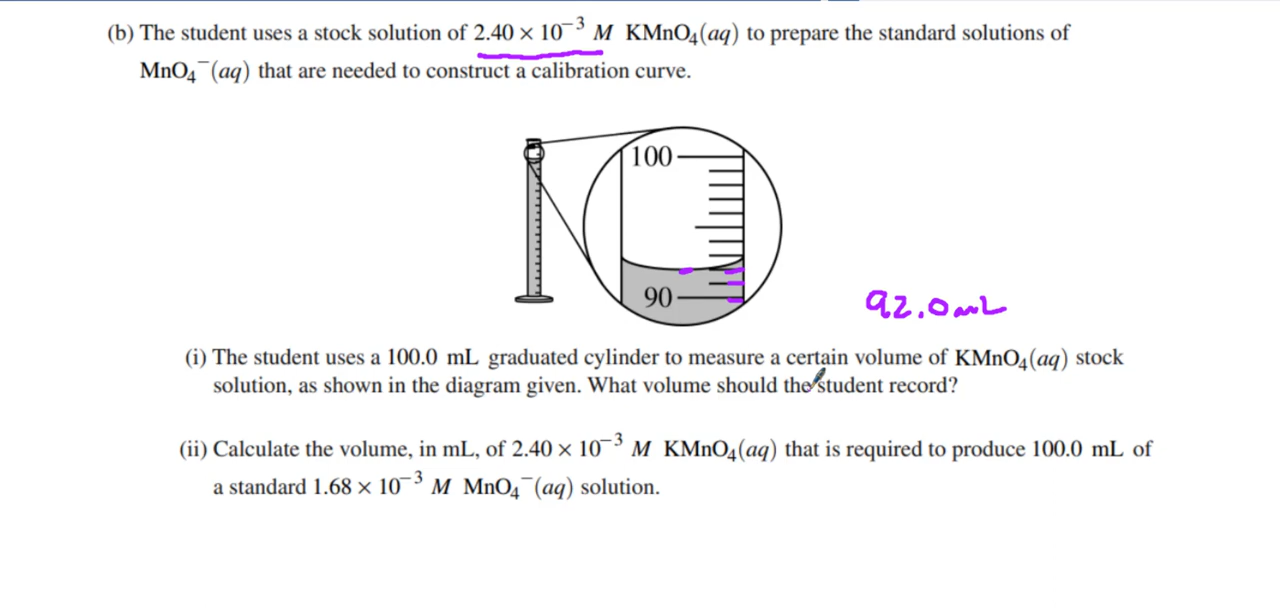 (b) The student uses a stock solution of 2.40 × 10⁻³ M KMnO₄(aq) to prepare the standard solutions of
MnO₄⁻(aq) that are needed to construct a calibration curve.
100
90
92.0 mL
(i) The student uses a 100.0 mL graduated cylinder to measure a certain volume of KMnO₄(aq) stock
solution, as shown in the diagram given. What volume should the student record?
(ii) Calculate the volume, in mL, of 2.40 × 10⁻³ M KMnO₄(aq) that is required to produce 100.0 mL of
a standard 1.68 × 10⁻³ M MnO₄⁻(aq) solution.